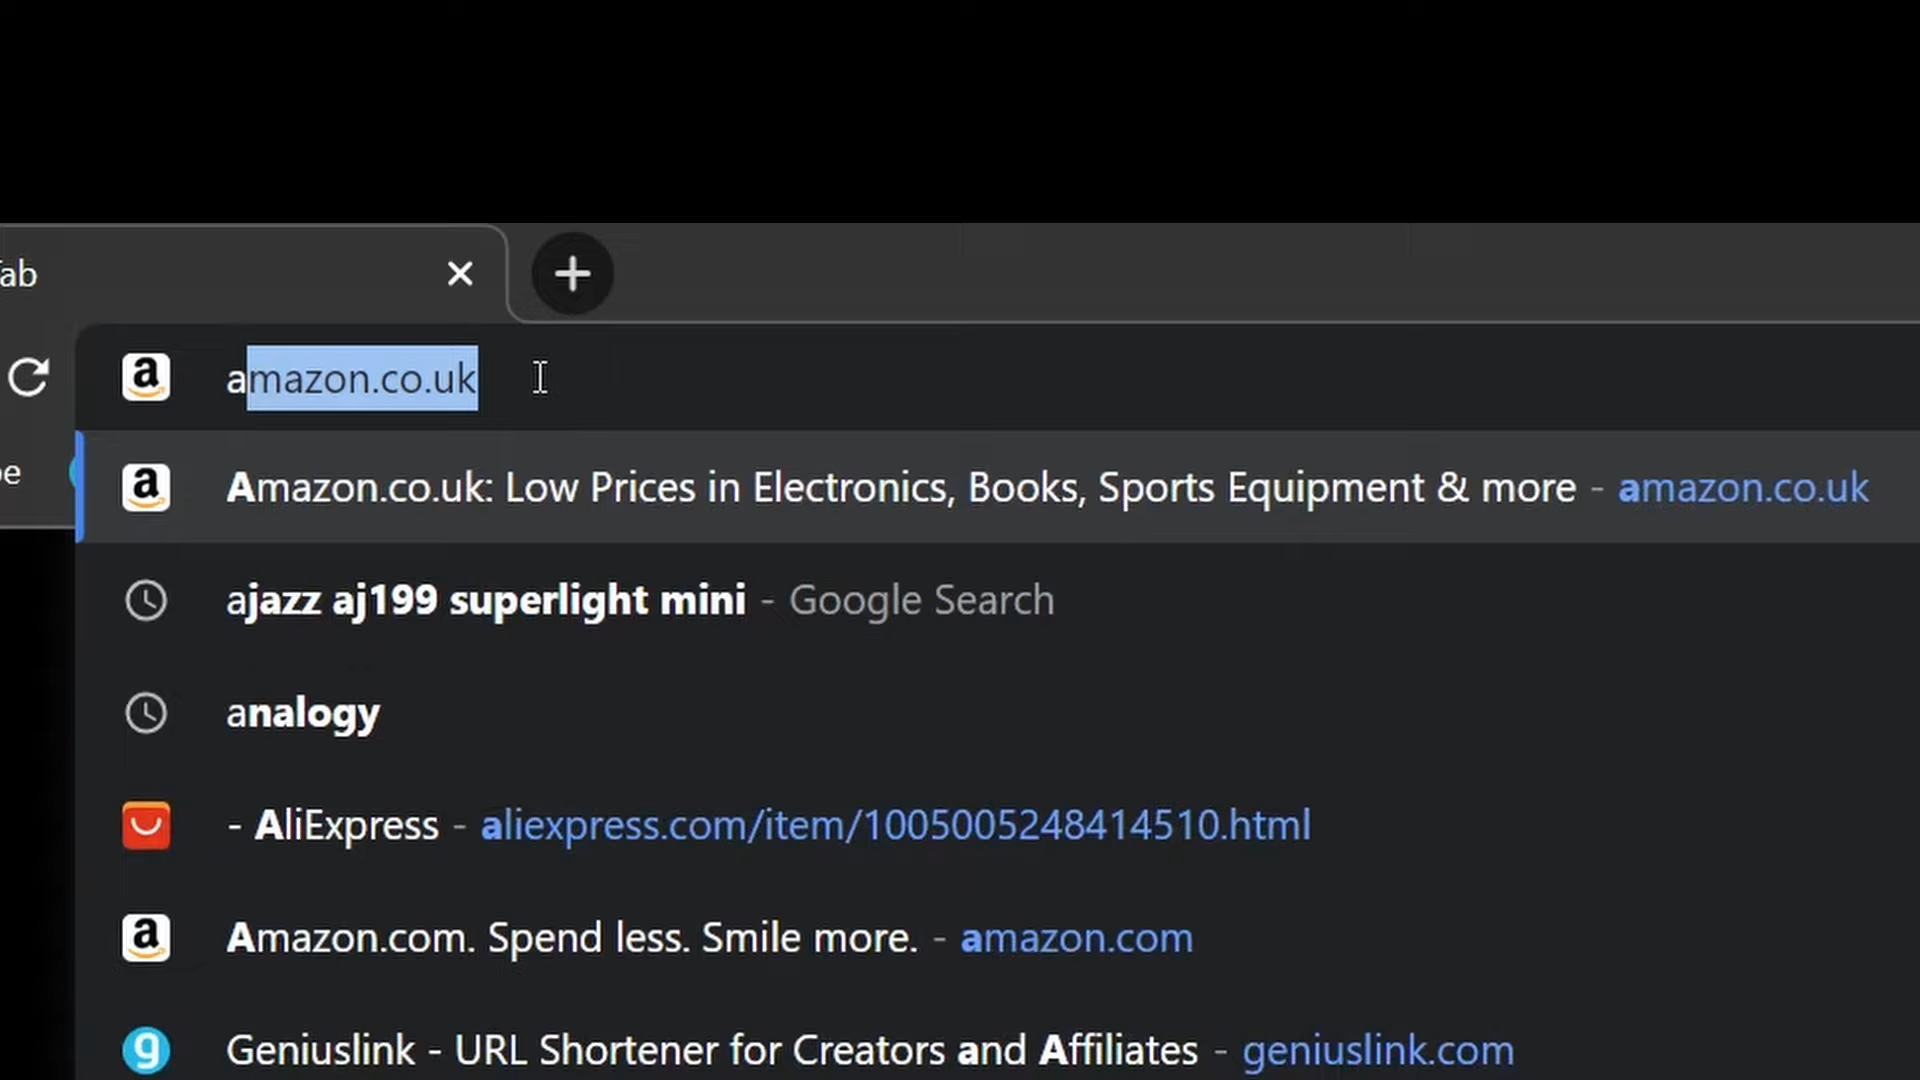 ab
amazon.co.uk
be
Amazon.co.uk: Low Prices in Electronics, Books, Sports Equipment & more - amazon.co.uk
ajazz aj199 superlight mini - Google Search
analogy
- AliExpress - aliexpress.com/item/1005005248414510.html
Amazon.com. Spend less. Smile more. - amazon.com
Geniuslink - URL Shortener for Creators and Affiliates - geniuslink.com